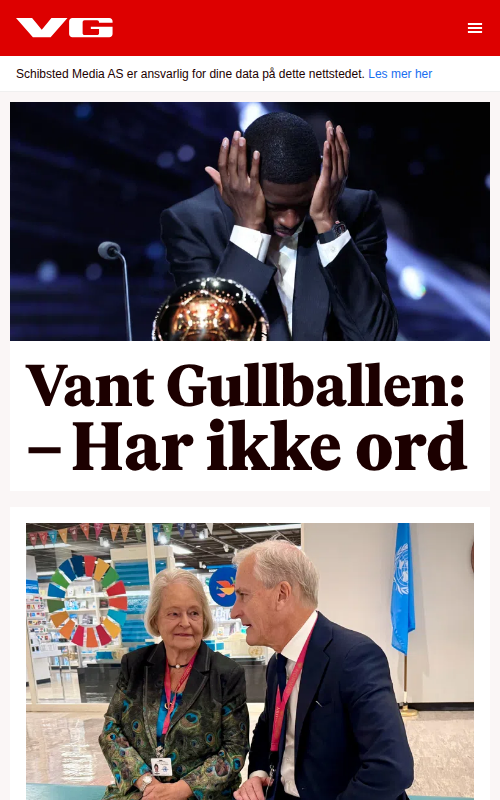 VG
Schibsted Media AS er ansvarlig for dine data på dette nettstedet. Les mer
Vant Gullballen:
– Har ikke ord